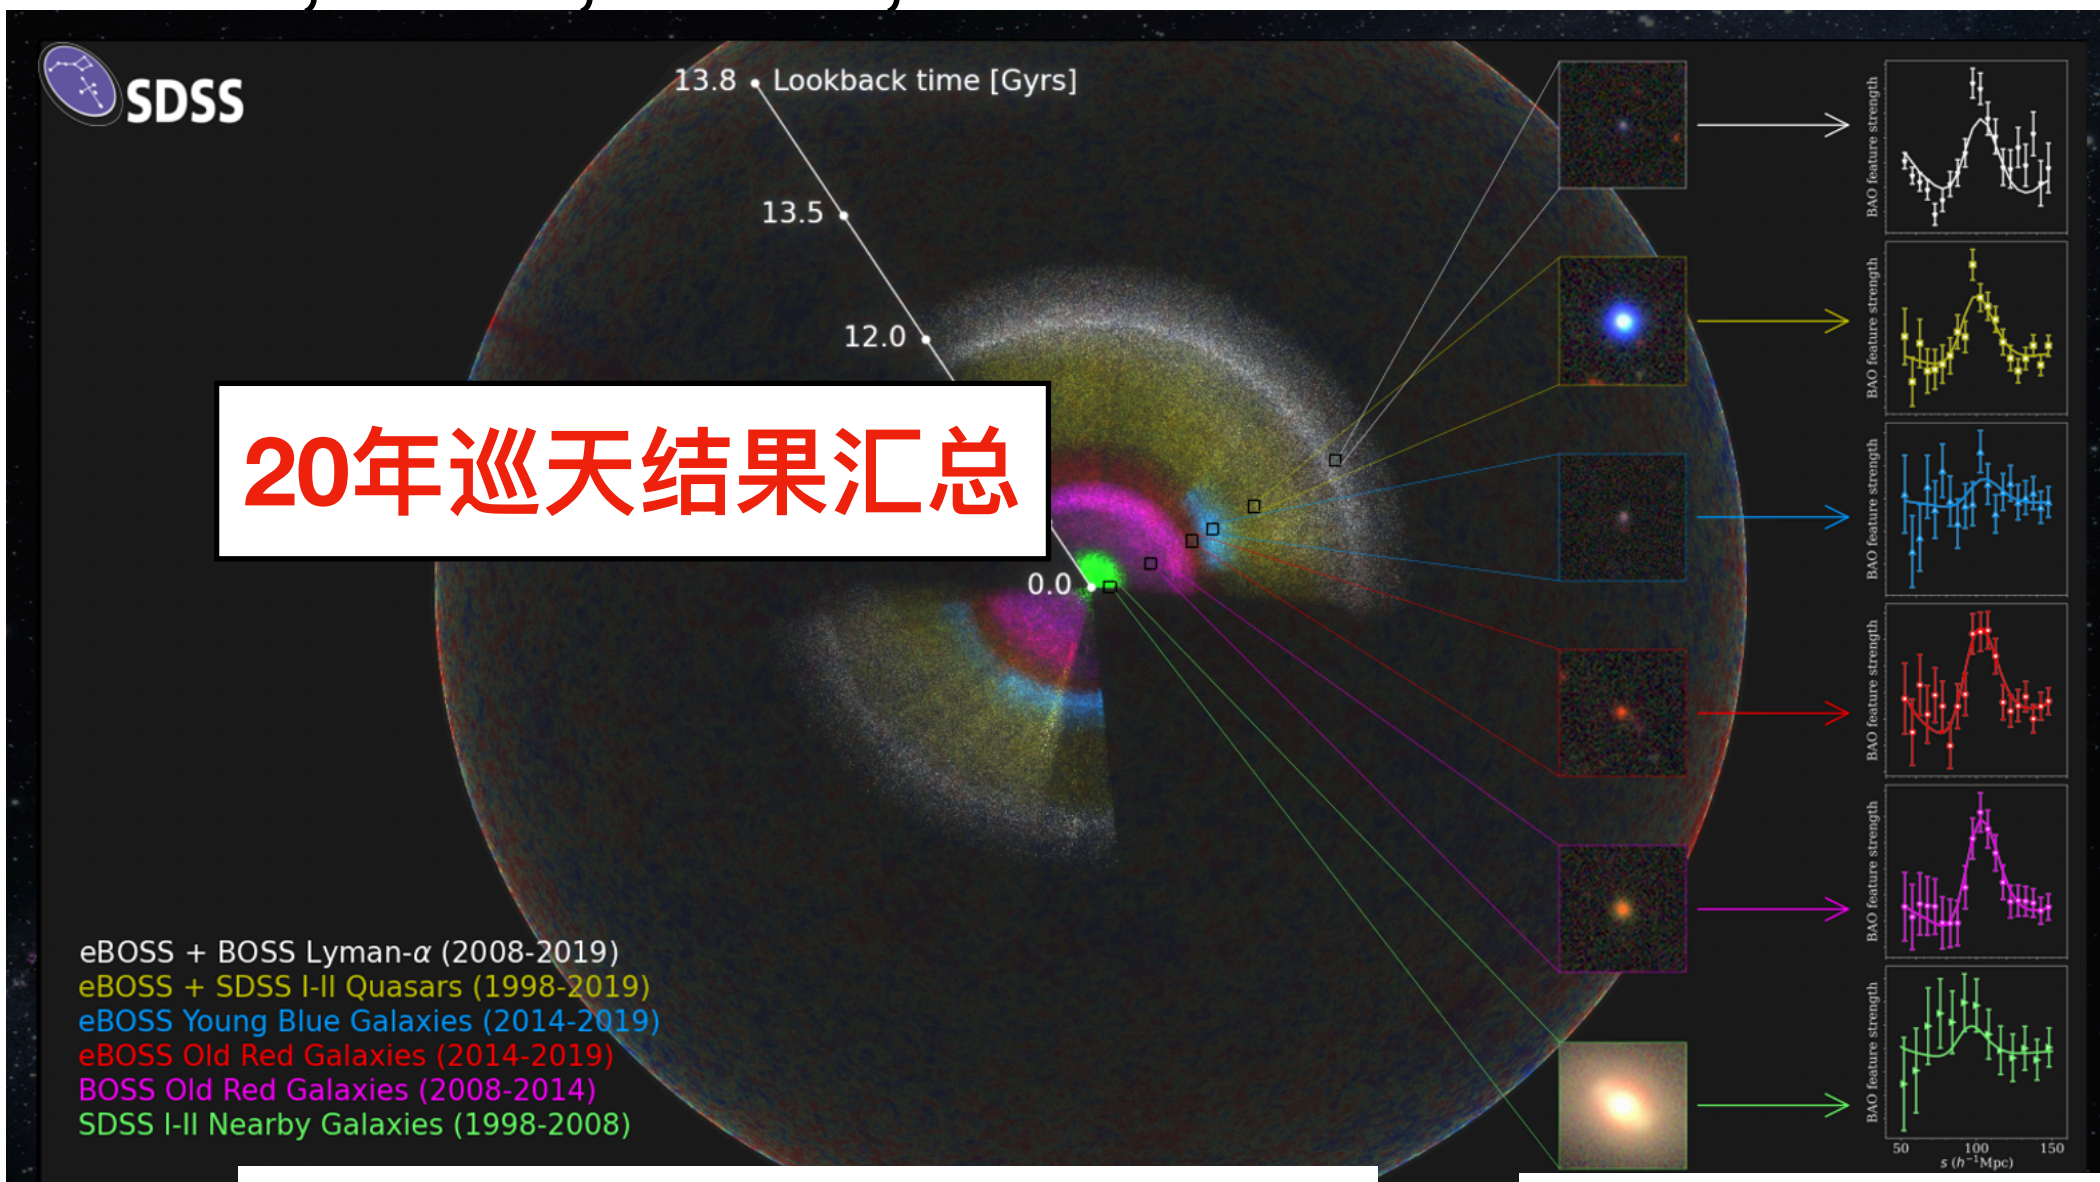 SDSS
13.8 Lookback time [Gyrs]
13.5
12.0
20年巡天结果汇总
0.0
eBOSS + BOSS Lyman-α (2008-2019)
eBOSS + SDSS I-II Quasars (1998-2019)
eBOSS Young Blue Galaxies (2014-2019)
eBOSS Old Red Galaxies (2014-2019)
BOSS Old Red Galaxies (2008-2014)
SDSS I-II Nearby Galaxies (1998-2008)
BAO feature strength
BAO feature strength
BAO feature strength
BAO feature strength
BAO feature strength
BAO feature strength
50 100 150
s (h⁻¹Mpc)